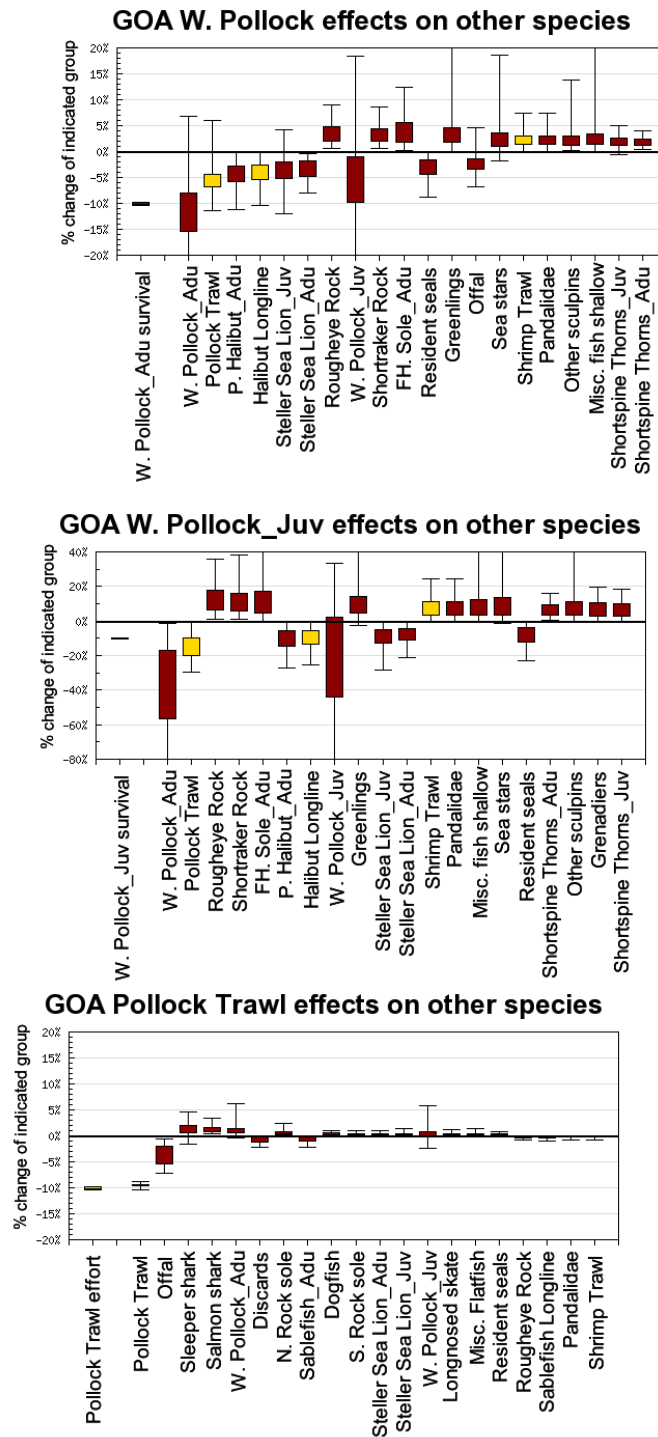 GOA W. Pollock effects on other species
% change of indicated group
20%
15%
10%
5%
0%
-5%
-10%
-15%
-20%
W. Pollock_Adu survival
W. Pollock_Adu
Pollock Trawl
P. Halibut_Adu
Halibut Longline
Steller Sea Lion_Juv
Steller Sea Lion_Adu
Rougheye Rock
W. Pollock_Juv
Shortraker Rock
FH. Sole_Adu
Resident seals
Greenlings
Offal
Sea stars
Shrimp Trawl
Pandalidae
Other sculpins
Misc. fish shallow
Shortspine Thorns_Juv
Shortspine Thorns_Adu
GOA W. Pollock_Juv effects on other species
% change of indicated group
40%
20%
0%
-20%
-40%
-60%
-80%
W. Pollock_Juv survival
W. Pollock_Adu
Pollock Trawl
Rougheye Rock
Shortraker Rock
FH. Sole_Adu
P. Halibut_Adu
Halibut Longline
W. Pollock_Juv
Greenlings
Steller Sea Lion_Juv
Steller Sea Lion_Adu
Shrimp Trawl
Pandalidae
Misc. fish shallow
Sea stars
Resident seals
Shortspine Thorns_Adu
Other sculpins
Grenadiers
Shortspine Thorns_Juv
GOA Pollock Trawl effects on other species
% change of indicated group
20%
15%
10%
5%
0%
-5%
-10%
-15%
-20%
Pollock Trawl effort
Pollock Trawl
Offal
Sleeper shark
Salmon shark
W. Pollock_Adu
Discards
N. Rock sole
Sablefish_Adu
Dogfish
S. Rock sole
Steller Sea Lion_Adu
Steller Sea Lion_Juv
W. Pollock_Juv
Longnosed skate
Misc. Flatfish
Resident seals
Rougheye Rock
Sablefish Longline
Pandalidae
Shrimp Trawl